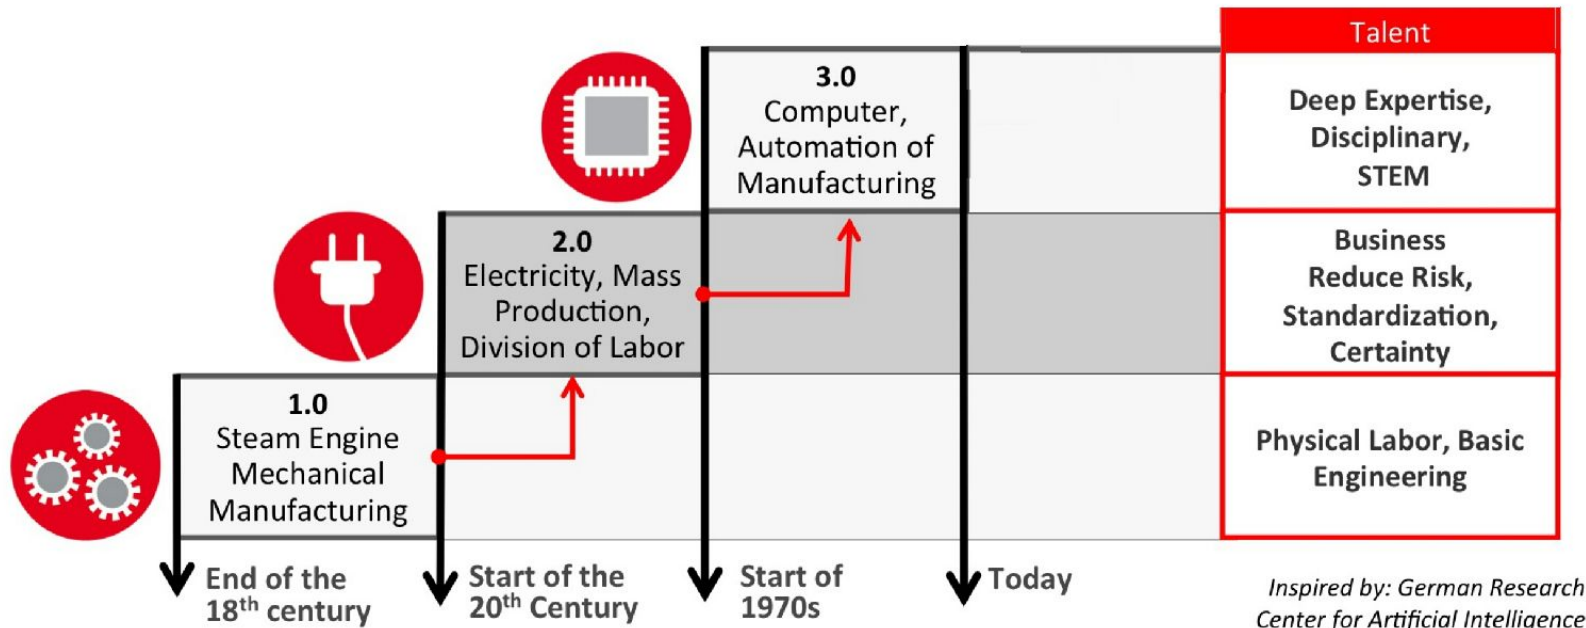 Talent
3.0
Computer,
Automation of
Manufacturing
Deep Expertise,
Disciplinary,
STEM
2.0
Electricity, Mass
Production,
Division of Labor
Business
Reduce Risk,
Standardization,
Certainty
1.0
Steam Engine
Mechanical
Manufacturing
Physical Labor, Basic
Engineering
End of the
18th century
Start of the
20th Century
Start of
1970s
Today
Inspired by: German Research
Center for Artificial Intelligence